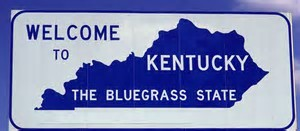 WELCOME
TO
KENTUCKY
THE BLUEGRASS STATE